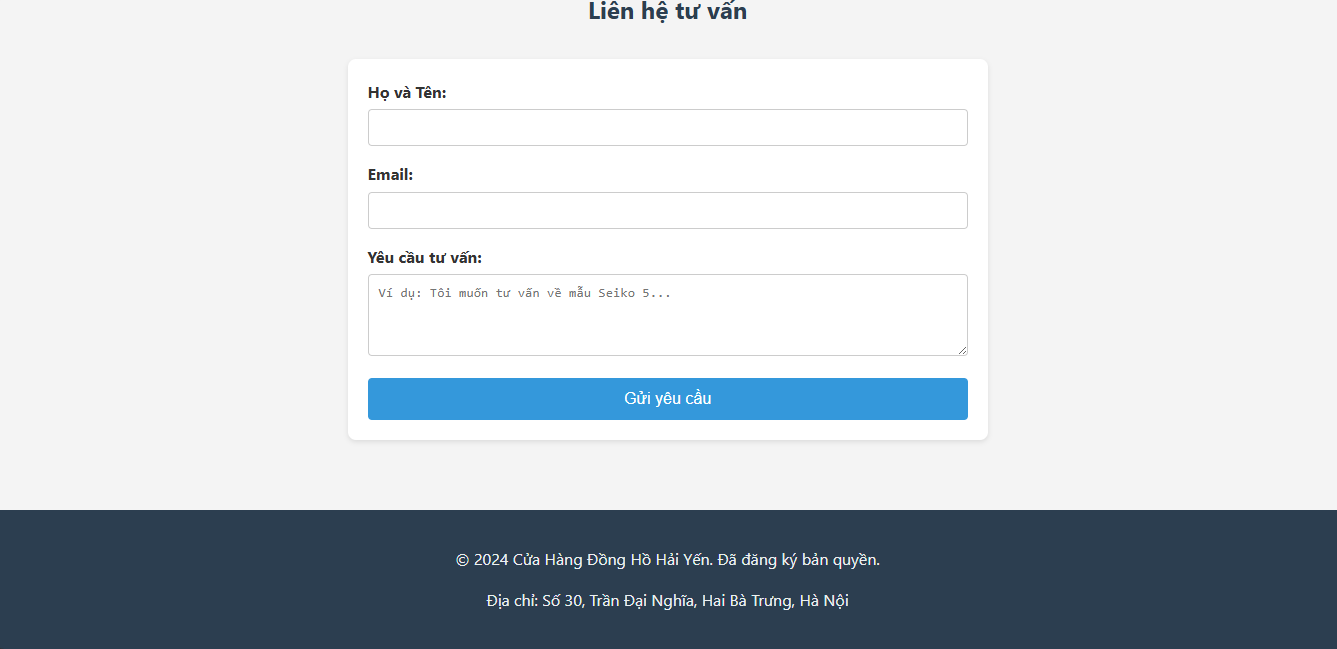 Liên hệ tư vấn
Họ và Tên:
Email:
Yêu cầu tư vấn:
Ví dụ: Tôi muốn tư vấn về mẫu Seiko 5...
Gửi yêu cầu
© 2024 Cửa Hàng Đồng Hồ Hải Yến. Đã đăng ký bản quyền.
Địa chỉ: Số 30, Trần Đại Nghĩa, Hai Bà Trưng, Hà Nội